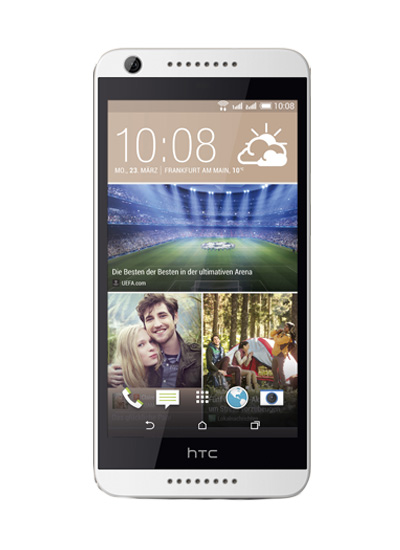 10:08
10:08
MO., 23. MÄRZ | FRANKFURT AM MAIN, 10°
Die Besten der Besten in der ultimativen Arena
UEFA.com
htc